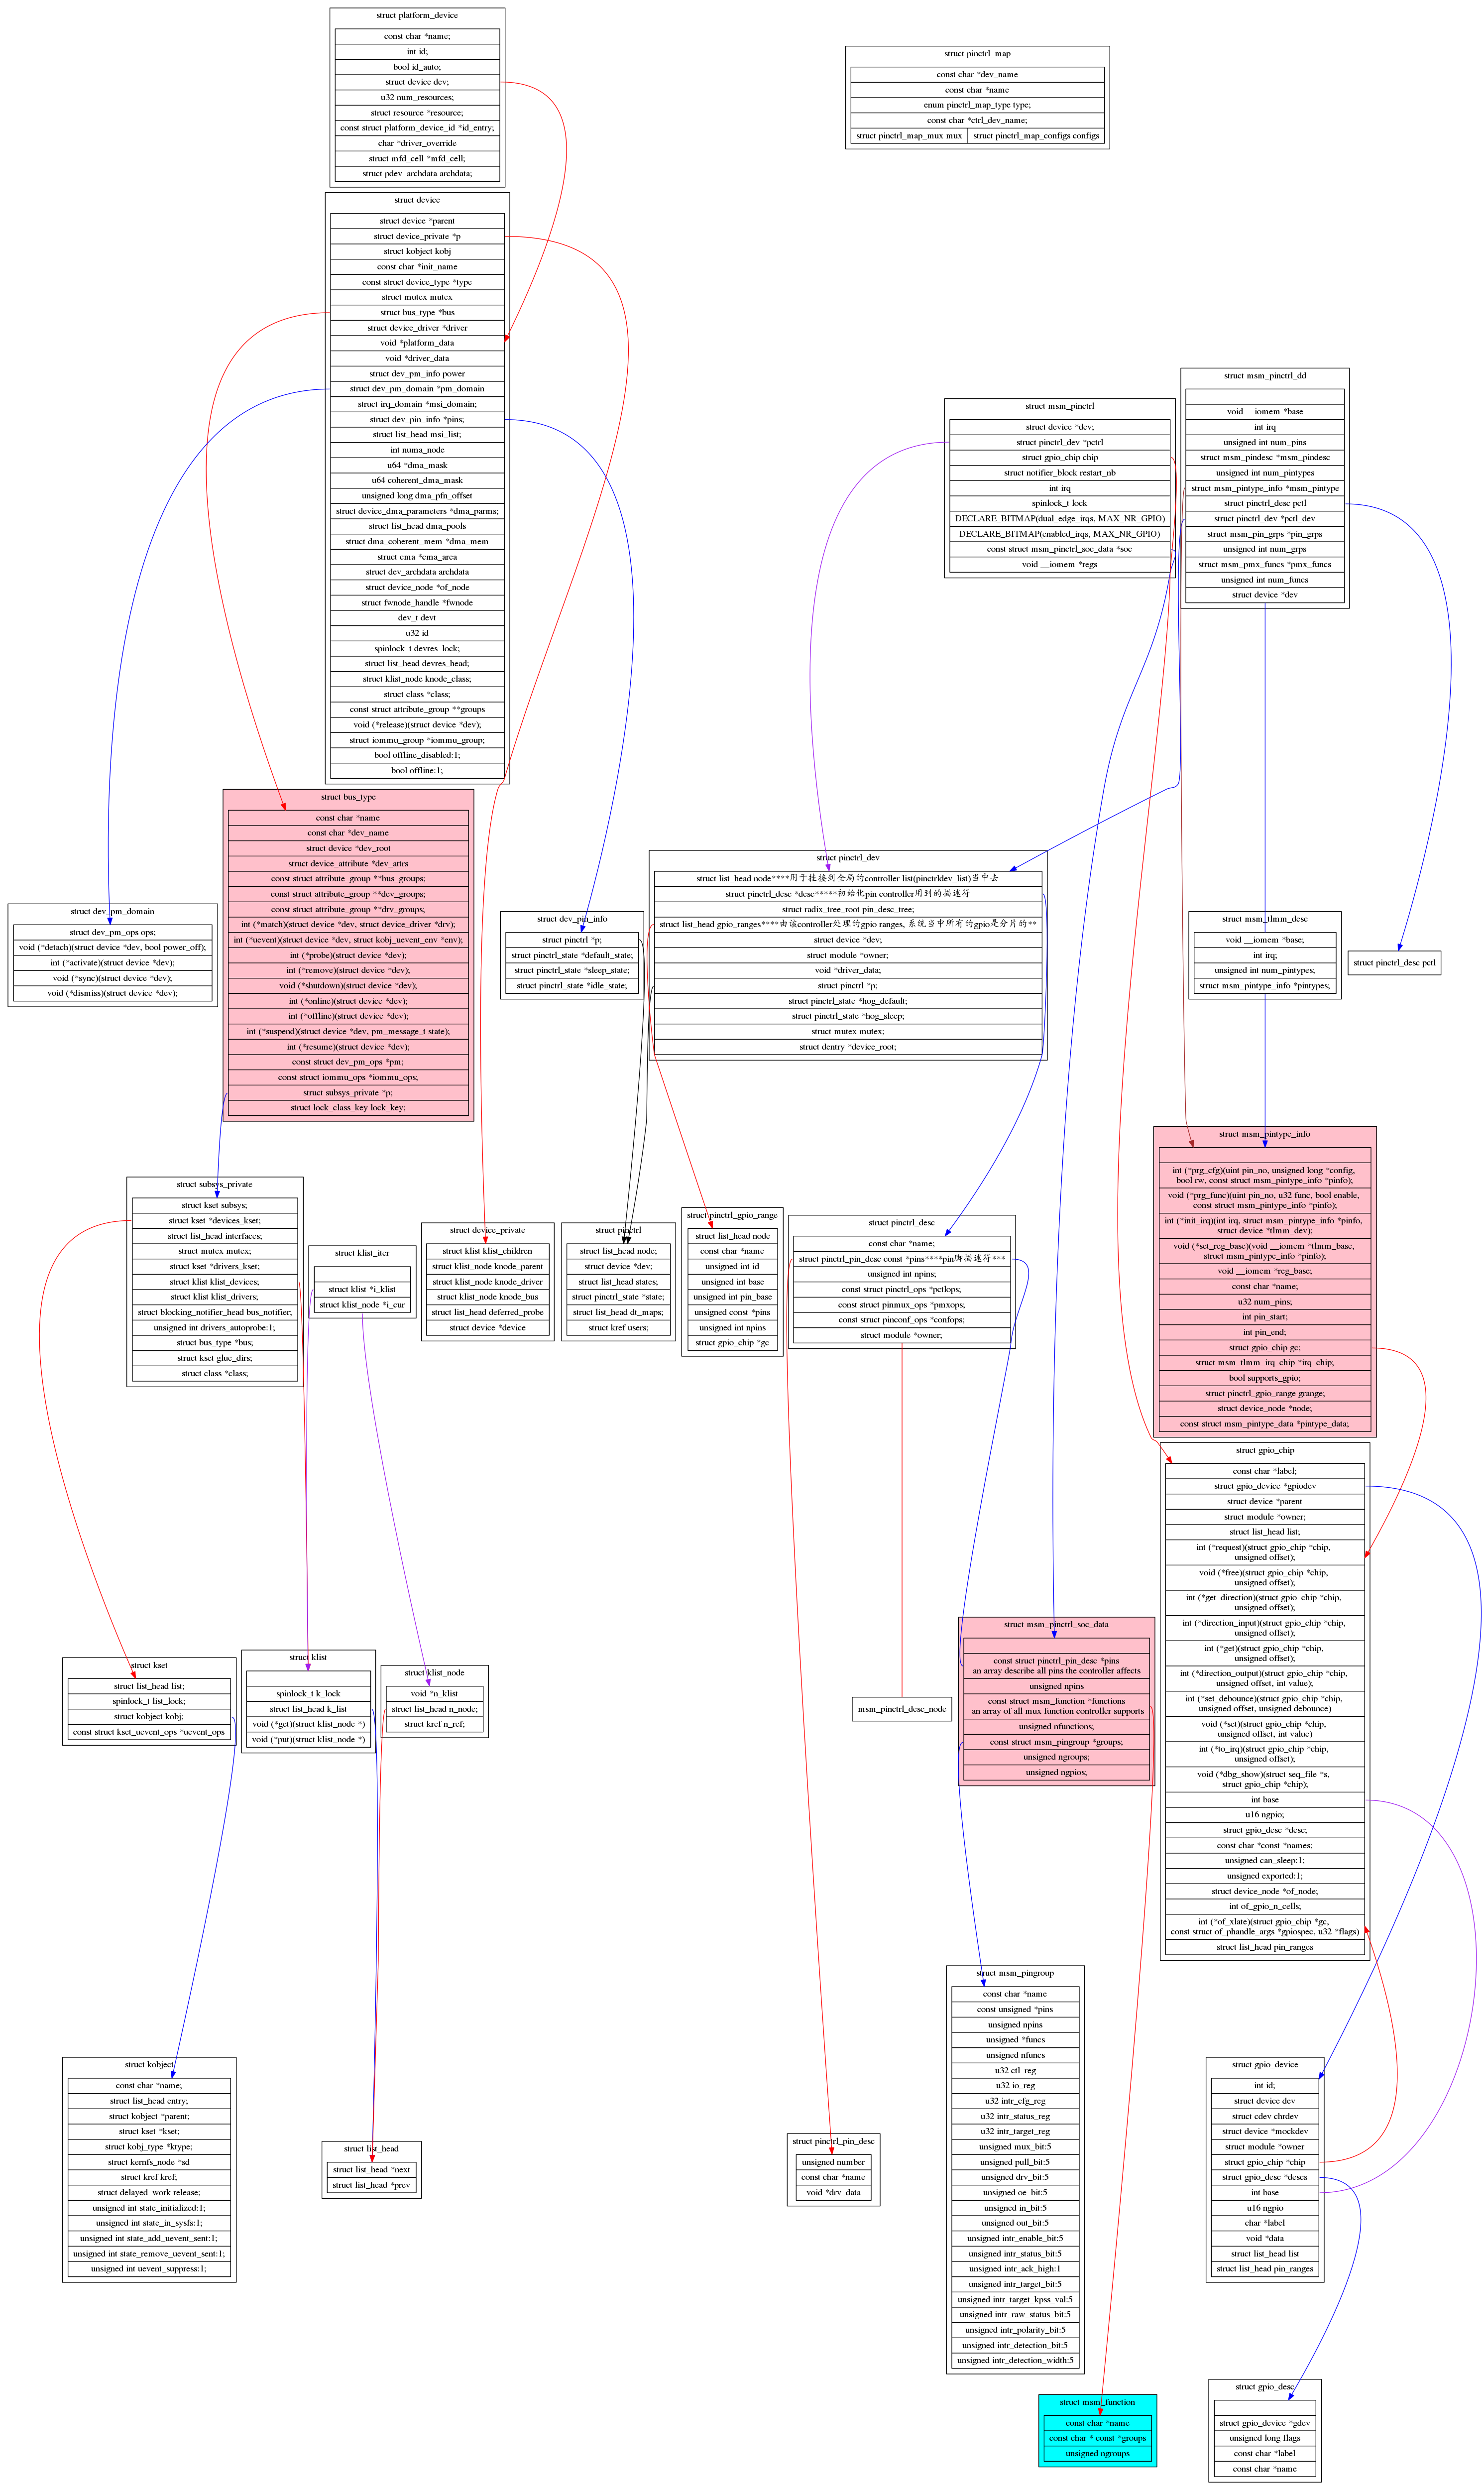 struct platform_device
const char *name;
int id;
bool id_auto;
struct device dev;
u32 num_resources;
struct resource *resource;
const struct platform_device_id *id_entry;
char *driver_override
struct mfd_cell *mfd_cell;
struct pdev_archdata archdata;
struct pinctrl_map
const char *dev_name
const char *name
enum pinctrl_map_type type;
const char *ctrl_dev_name;
struct pinctrl_map_mux mux
struct pinctrl_map_configs configs
struct device
struct device *parent
struct device_private *p
struct kobject kobj
const char *init_name
const struct device_type *type
struct mutex mutex
struct bus_type *bus
struct device_driver *driver
void *platform_data
void *driver_data
struct dev_pm_info power
struct dev_pm_domain *pm_domain
struct irq_domain *msi_domain;
struct dev_pin_info *pins;
struct list_head msi_list;
int numa_node
u64 *dma_mask
u64 coherent_dma_mask
unsigned long dma_pfn_offset
struct device_dma_parameters *dma_parms;
struct list_head dma_pools
struct dma_coherent_mem *dma_mem
struct cma *cma_area
struct dev_archdata archdata
struct device_node *of_node
struct fwnode_handle *fwnode
dev_t devt
u32 id
spinlock_t devres_lock;
struct list_head devres_head;
struct klist_node knode_class;
struct class *class;
const struct attribute_group **groups
void (*release)(struct device *dev);
struct iommu_group *iommu_group;
bool offline_disabled:1;
bool offline:1;
struct msm_pinctrl
struct device *dev;
struct pinctrl_dev *pctrl
struct gpio_chip chip
struct notifier_block restart_nb
int irq
spinlock_t lock
DECLARE_BITMAP(dual_edge_irqs, MAX_NR_GPIO)
DECLARE_BITMAP(enabled_irqs, MAX_NR_GPIO)
const struct msm_pinctrl_soc_data *soc
void __iomem *regs
struct msm_pinctrl_dd
void __iomem *base
int irq
unsigned int num_pins
struct msm_pindesc *msm_pindesc
unsigned int num_pintypes
struct msm_pintype_info *msm_pintype
struct pinctrl_desc pctl
struct pinctrl_dev *pctl_dev
struct msm_pin_grps *pin_grps
unsigned int num_grps
struct msm_pmx_funcs *pmx_funcs
unsigned int num_funcs
struct device *dev
struct bus_type
const char *name
const char *dev_name
struct device *dev_root
struct device_attribute *dev_attrs
const struct attribute_group **bus_groups;
const struct attribute_group **dev_groups;
const struct attribute_group **drv_groups;
int (*match)(struct device *dev, struct device_driver *drv);
int (*uevent)(struct device *dev, struct kobj_uevent_env *env);
int (*probe)(struct device *dev);
int (*remove)(struct device *dev);
void (*shutdown)(struct device *dev);
int (*online)(struct device *dev);
int (*offline)(struct device *dev);
int (*suspend)(struct device *dev, pm_message_t state);
int (*resume)(struct device *dev);
const struct dev_pm_ops *pm;
const struct iommu_ops *iommu_ops;
struct subsys_private *p;
struct lock_class_key lock_key;
struct dev_pm_domain
struct dev_pm_ops ops;
void (*detach)(struct device *dev, bool power_off);
int (*activate)(struct device *dev);
void (*sync)(struct device *dev);
void (*dismiss)(struct device *dev);
struct dev_pin_info
struct pinctrl *p;
struct pinctrl_state *default_state;
struct pinctrl_state *sleep_state;
struct pinctrl_state *idle_state;
struct pinctrl_dev
struct list_head node****用于挂接到全局的controller list(pinctrldev_list)当中去
struct pinctrl_desc *desc*****初始化pin controller用到的描述符
struct radix_tree_root pin_desc_tree;
struct list_head gpio_ranges****由该controller处理的gpio ranges, 系统当中所有的gpio是分片的**
struct device *dev;
struct module *owner;
void *driver_data;
struct pinctrl *p;
struct pinctrl_state *hog_default;
struct pinctrl_state *hog_sleep;
struct mutex mutex;
struct dentry *device_root;
struct msm_tlmm_desc
void __iomem *base;
int irq;
unsigned int num_pintypes;
struct msm_pintype_info *pintypes;
struct pinctrl_desc pctl
struct msm_pintype_info
int (*prg_cfg)(uint pin_no, unsigned long *config,
bool rw, const struct msm_pintype_info *pinfo);
void (*prg_func)(uint pin_no, u32 func, bool enable,
const struct msm_pintype_info *pinfo);
int (*init_irq)(int irq, struct msm_pintype_info *pinfo,
struct device *tlmm_dev);
void (*set_reg_base)(void __iomem *tlmm_base,
struct msm_pintype_info *pinfo);
void __iomem *reg_base;
const char *name;
u32 num_pins;
int pin_start;
int pin_end;
struct gpio_chip gc;
struct msm_tlmm_irq_chip *irq_chip;
bool supports_gpio;
struct pinctrl_gpio_range grange;
struct device_node *node;
const struct msm_pintype_data *pintype_data;
struct subsys_private
struct kset subsys;
struct kset *devices_kset;
struct list_head interfaces;
struct mutex mutex;
struct kset *drivers_kset;
struct klist klist_devices;
struct klist klist_drivers;
struct blocking_notifier_head bus_notifier;
unsigned int drivers_autoprobe:1;
struct bus_type *bus;
struct kset glue_dirs;
struct class *class;
struct klist_iter
struct klist *i_klist
struct klist_node *i_cur
struct device_private
struct klist klist_children
struct klist_node knode_parent
struct klist_node knode_driver
struct klist_node knode_bus
struct list_head deferred_probe
struct device *device
struct pinctrl
struct list_head node;
struct device *dev;
struct list_head states;
struct pinctrl_state *state;
struct list_head dt_maps;
struct kref users;
struct pinctrl_gpio_range
struct list_head node
const char *name
unsigned int id
unsigned int base
unsigned int pin_base
unsigned const *pins
unsigned int npins
struct gpio_chip *gc
struct pinctrl_desc
const char *name;
struct pinctrl_pin_desc const *pins****pin脚描述符***
unsigned int npins;
const struct pinctrl_ops *pctlops;
const struct pinmux_ops *pmxops;
const struct pinconf_ops *confops;
struct module *owner;
struct gpio_chip
const char *label;
struct gpio_device *gpiodev
struct device *parent
struct module *owner;
struct list_head list;
int (*request)(struct gpio_chip *chip,
unsigned offset);
void (*free)(struct gpio_chip *chip,
unsigned offset);
int (*get_direction)(struct gpio_chip *chip,
unsigned offset);
int (*direction_input)(struct gpio_chip *chip,
unsigned offset);
int (*get)(struct gpio_chip *chip,
unsigned offset);
int (*direction_output)(struct gpio_chip *chip,
unsigned offset, int value);
int (*set_debounce)(struct gpio_chip *chip,
unsigned offset, unsigned debounce)
void (*set)(struct gpio_chip *chip,
unsigned offset, int value)
int (*to_irq)(struct gpio_chip *chip,
unsigned offset);
void (*dbg_show)(struct seq_file *s,
struct gpio_chip *chip);
int base
u16 ngpio;
struct gpio_desc *desc;
const char *const *names;
unsigned can_sleep:1;
unsigned exported:1;
struct device_node *of_node;
int of_gpio_n_cells;
int (*of_xlate)(struct gpio_chip *gc,
const struct of_phandle_args *gpiospec, u32 *flags)
struct list_head pin_ranges
struct kset
struct list_head list;
spinlock_t list_lock;
struct kobject kobj;
const struct kset_uevent_ops *uevent_ops
struct klist
spinlock_t k_lock
struct list_head k_list
void (*get)(struct klist_node *)
void (*put)(struct klist_node *)
struct klist_node
void *n_klist
struct list_head n_node;
struct kref n_ref;
msm_pinctrl_desc_node
struct msm_pinctrl_soc_data
const struct pinctrl_pin_desc *pins
an array describe all pins the controller affects
unsigned npins
const struct msm_function *functions
an array of all mux function controller supports
unsigned nfunctions;
const struct msm_pingroup *groups;
unsigned ngroups;
unsigned ngpios;
struct msm_pingroup
const char *name
const unsigned *pins
unsigned npins
unsigned *funcs
unsigned nfuncs
u32 ctl_reg
u32 io_reg
u32 intr_cfg_reg
u32 intr_status_reg
u32 intr_target_reg
unsigned mux_bit:5
unsigned pull_bit:5
unsigned drv_bit:5
unsigned oe_bit:5
unsigned in_bit:5
unsigned out_bit:5
unsigned intr_enable_bit:5
unsigned intr_status_bit:5
unsigned intr_ack_high:1
unsigned intr_target_bit:5
unsigned intr_target_kpss_val:5
unsigned intr_raw_status_bit:5
unsigned intr_polarity_bit:5
unsigned intr_detection_bit:5
unsigned intr_detection_width:5
struct kobject
const char *name;
struct list_head entry;
struct kobject *parent;
struct kset *kset;
struct kobj_type *ktype;
struct kernfs_node *sd
struct kref kref;
struct delayed_work release;
unsigned int state_initialized:1;
unsigned int state_in_sysfs:1;
unsigned int state_add_uevent_sent:1;
unsigned int state_remove_uevent_sent:1;
unsigned int uevent_suppress:1;
struct list_head
struct list_head *next
struct list_head *prev
struct pinctrl_pin_desc
unsigned number
const char *name
void *drv_data
struct gpio_device
int id;
struct device dev
struct cdev chrdev
struct device *mockdev
struct module *owner
struct gpio_chip *chip
struct gpio_desc *descs
int base
u16 ngpio
char *label
void *data
struct list_head list
struct list_head pin_ranges
struct msm_function
const char *name
const char * const *groups
unsigned ngroups
struct gpio_desc
struct gpio_device *gdev
unsigned long flags
const char *label
const char *name